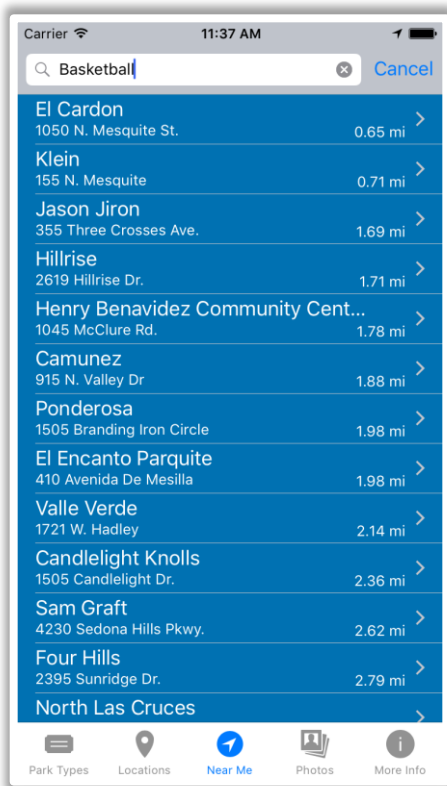 Carrier 11:37 AM
Basketball Cancel
El Cardon
1050 N. Mesquite St. 0.65 mi
Klein
155 N. Mesquite 0.71 mi
Jason Jiron
355 Three Crosses Ave. 1.69 mi
Hillrise
2619 Hillrise Dr. 1.71 mi
Henry Benavidez Community Cent...
1045 McClure Rd. 1.78 mi
Camunez
915 N. Valley Dr 1.88 mi
Ponderosa
1505 Branding Iron Circle 1.98 mi
El Encanto Parquite
410 Avenida De Mesilla 1.98 mi
Valle Verde
1721 W. Hadley 2.14 mi
Candlelight Knolls
1505 Candlelight Dr. 2.36 mi
Sam Graft
4230 Sedona Hills Pkwy. 2.62 mi
Four Hills
2395 Sunridge Dr. 2.79 mi
North Las Cruces
Park Types Locations Near Me Photos More Info